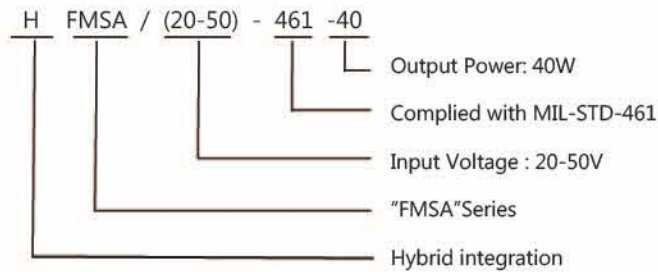 H FMSA / (20-50) - 461 -40
Output Power: 40W
Complied with MIL-STD-461
Input Voltage : 20-50V
"FMSA"Series
Hybrid integration